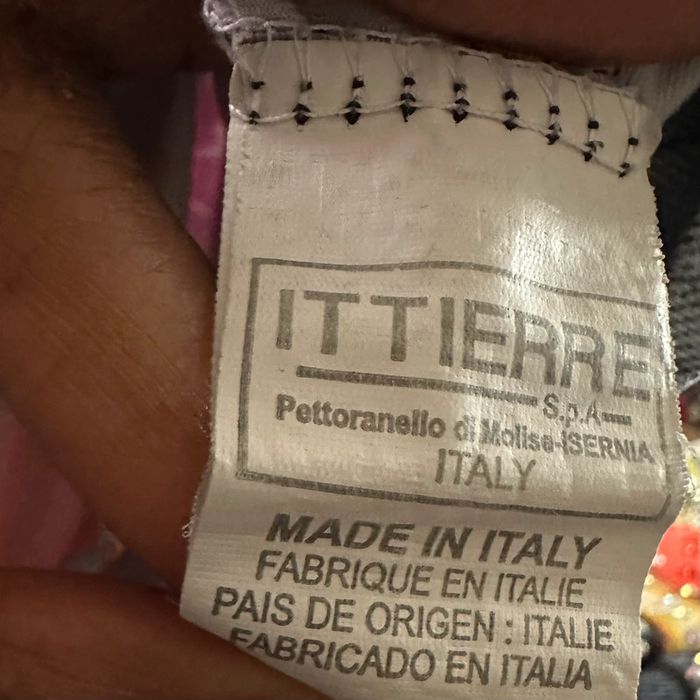 ITTIERRE
S.p.A
Pettoranello di Molise-ISERNIA
ITALY
MADE IN ITALY
FABRIQUE EN ITALIE
PAIS DE ORIGEN : ITALIE
FABRICADO EN ITALIA